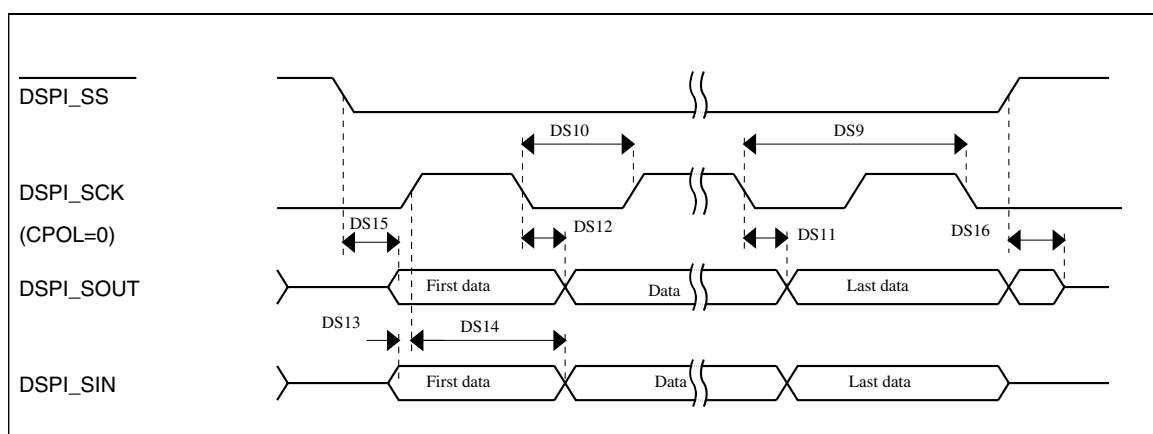 DSPI_SS
DS10
DS9
DSPI_SCK
(CPOL=0)
DS15
DS12
DS11
DS16
DSPI_SOUT
First data
Data
Last data
DS13
DS14
DSPI_SIN
First data
Data
Last data